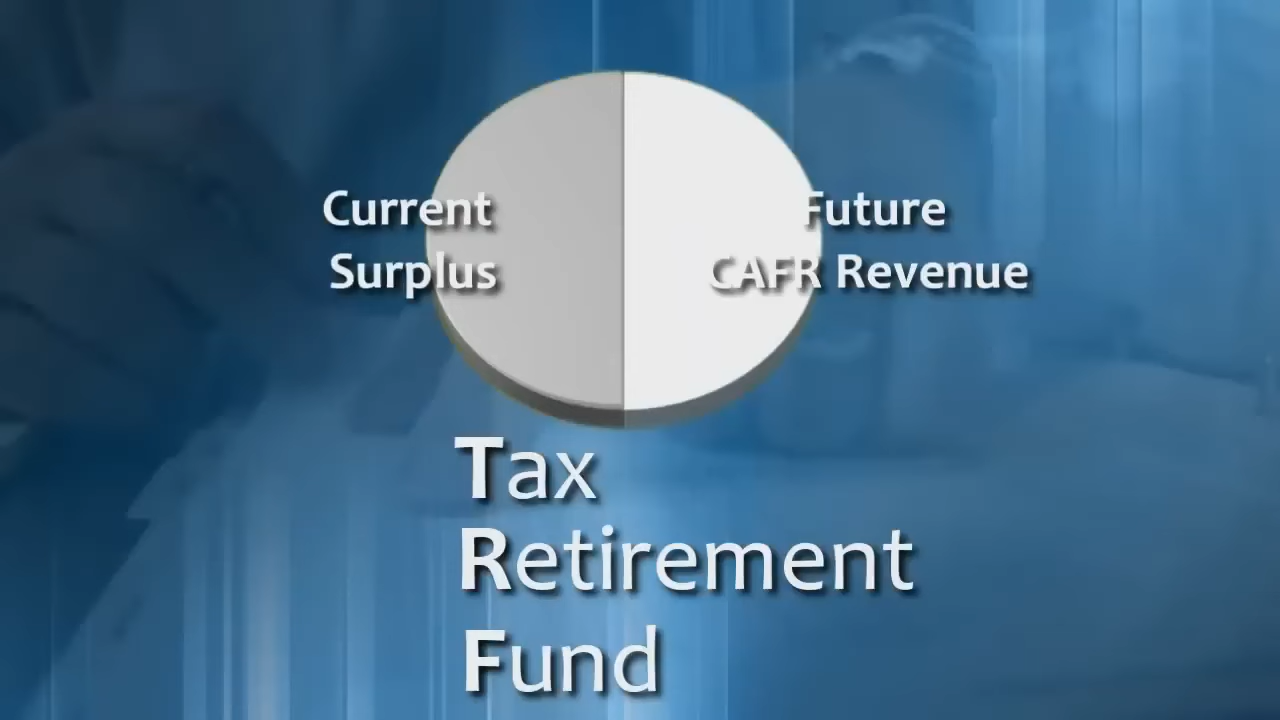 Current
Surplus
Future
CAFR Revenue
Tax
Retirement
Fund